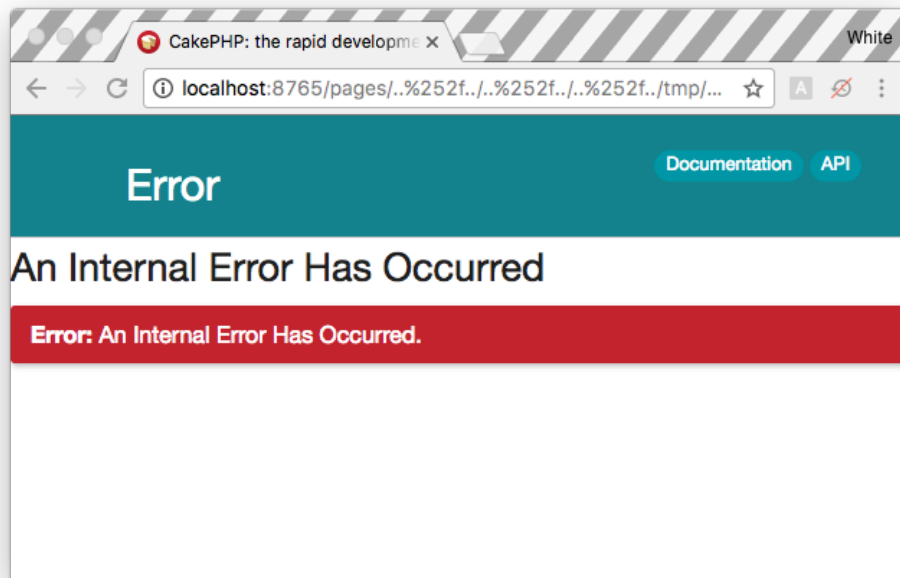 CakePHP: the rapid developme
White
localhost:8765/pages/..%252f../..%252f../..%252f../tmp/...
A
Documentation API
Error
An Internal Error Has Occurred
Error: An Internal Error Has Occurred.